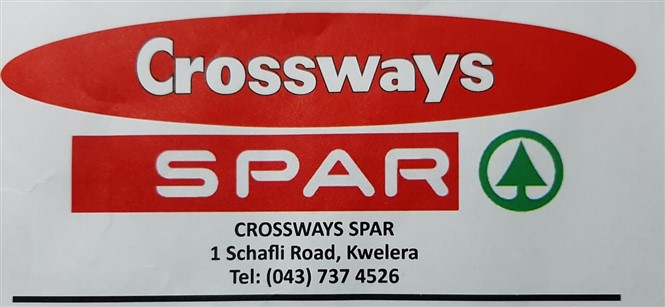 Crossways
SPAR
CROSSWAYS SPAR
1 Schafli Road, Kwelera
Tel: (043) 737 4526